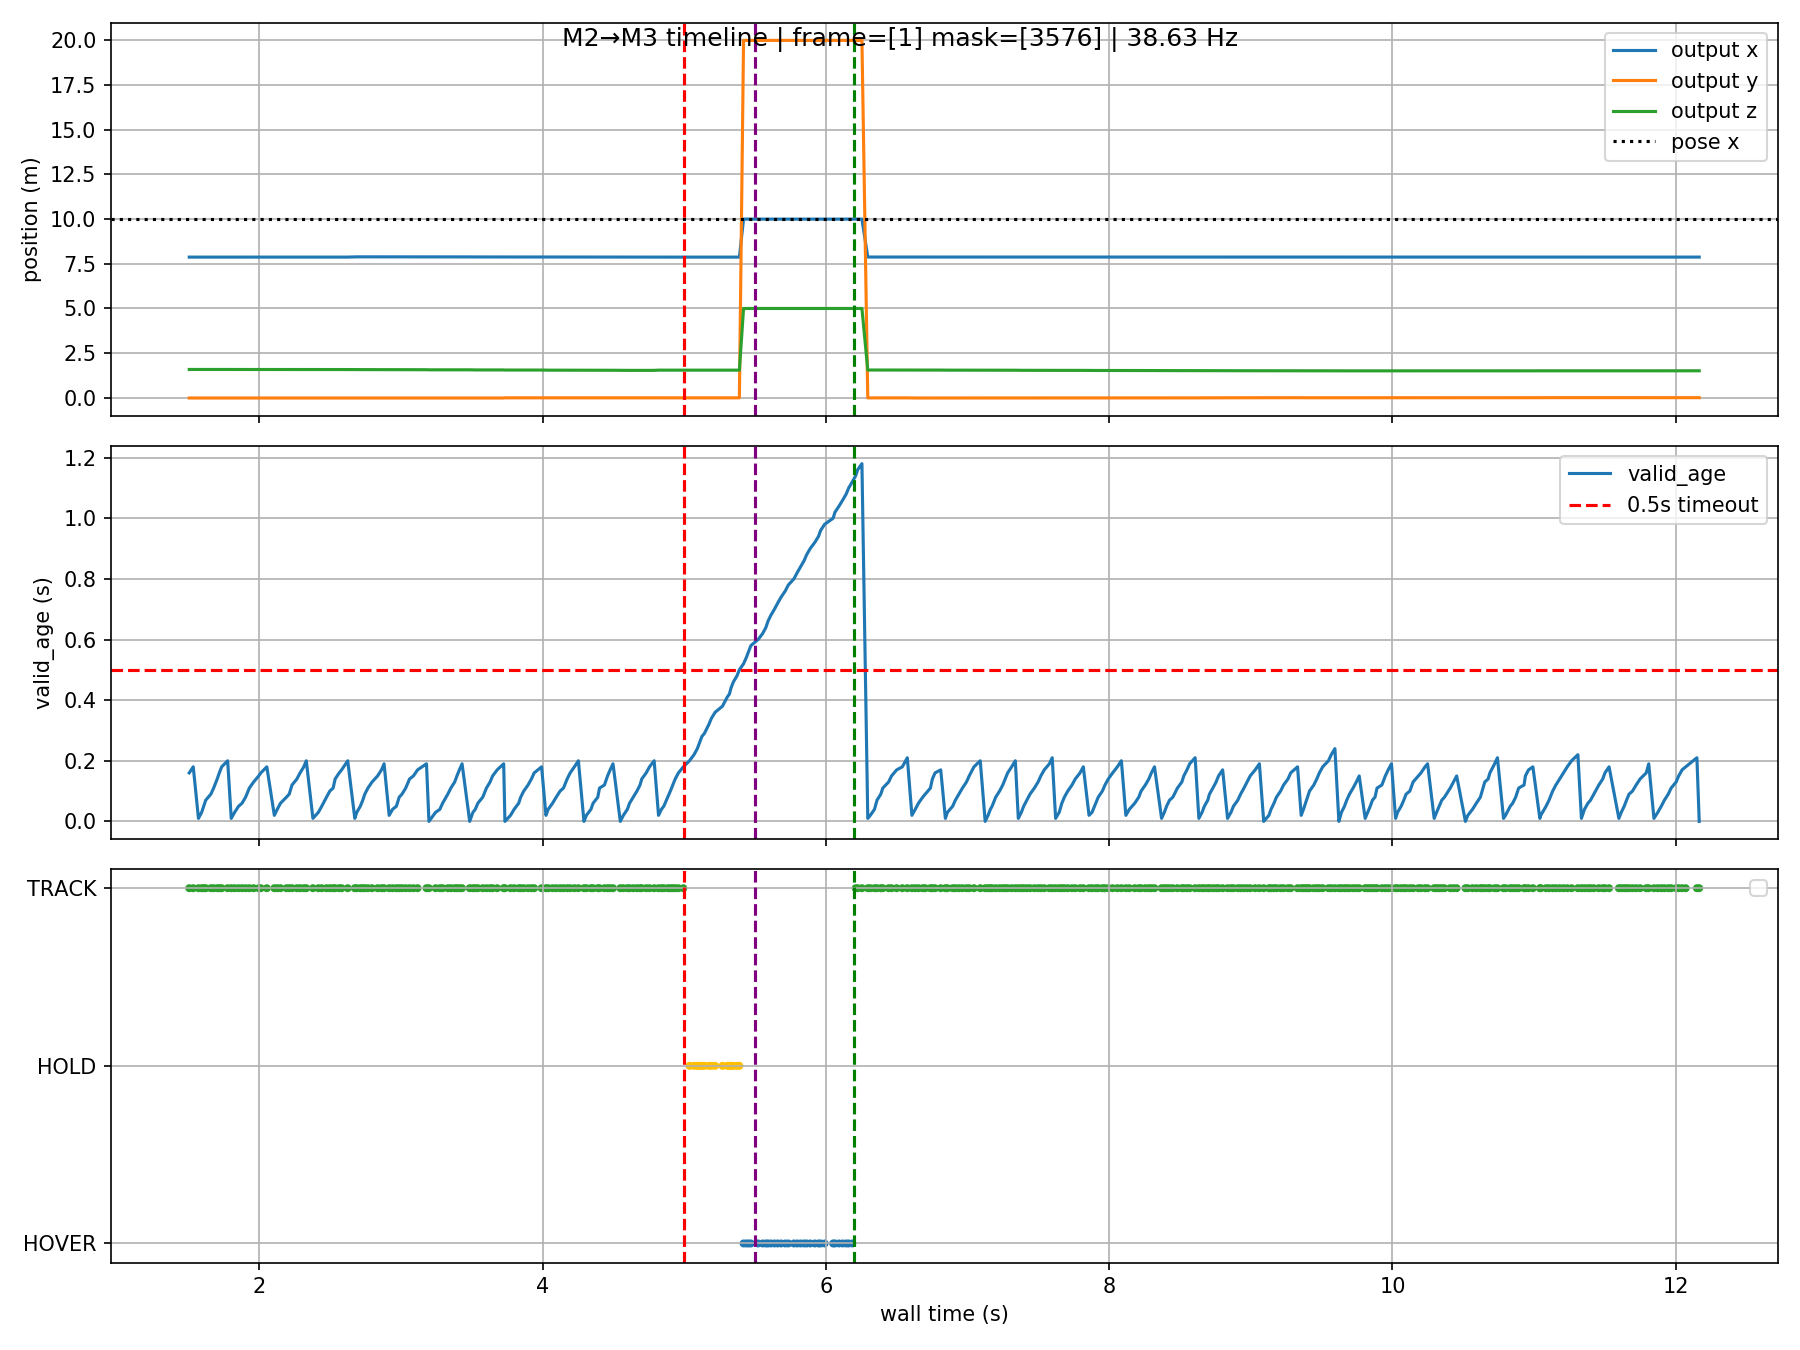 M2→M3 timeline | frame=[1] mask=[3576] | 38.63 Hz
position (m)
20.0
17.5
15.0
12.5
10.0
7.5
5.0
2.5
0.0
output x
output y
output z
pose x
valid_age (s)
1.2
1.0
0.8
0.6
0.4
0.2
0.0
valid_age
0.5s timeout
TRACK
HOLD
HOVER
2
4
6
8
10
12
wall time (s)